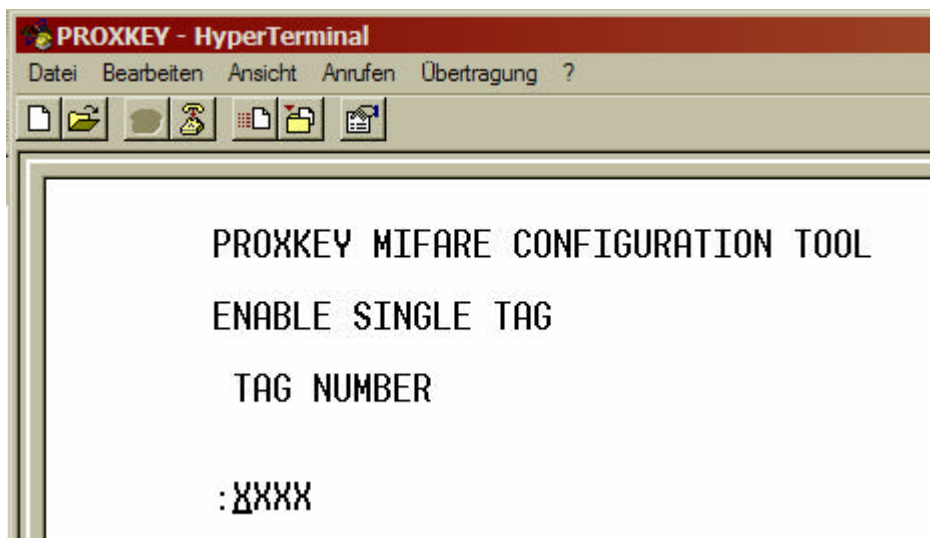 PROXKEY - HyperTerminal
Datei Bearbeiten Ansicht Anrufen Übertragung ?
PROXKEY MIFARE CONFIGURATION TOOL
ENABLE SINGLE TAG
TAG NUMBER
:XXXX